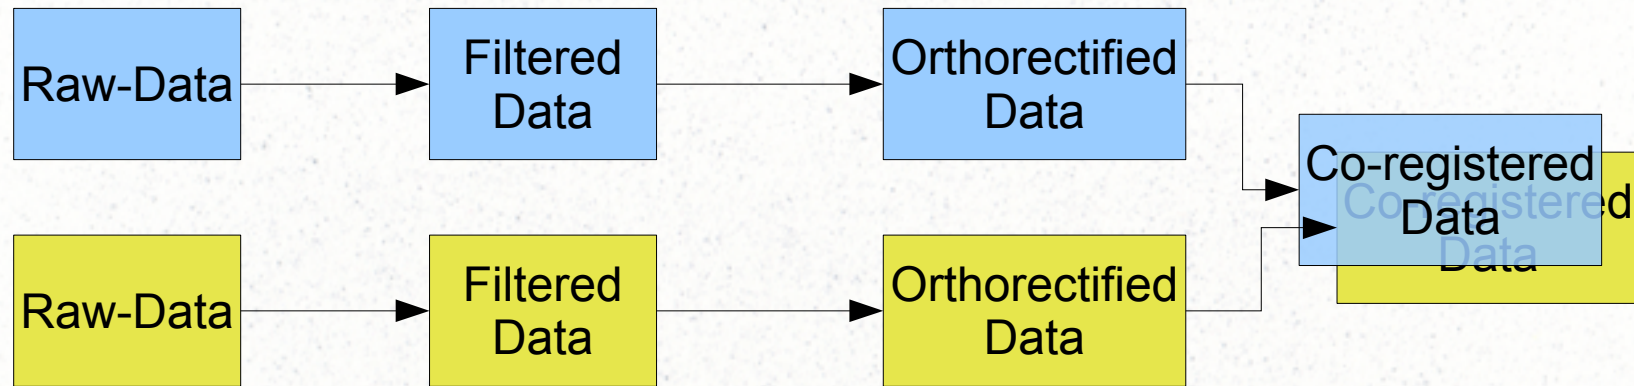 Raw-Data
Filtered
Data
Orthorectified
Data
Co-registered
Data
Co-registered
Data
Raw-Data
Filtered
Data
Orthorectified
Data